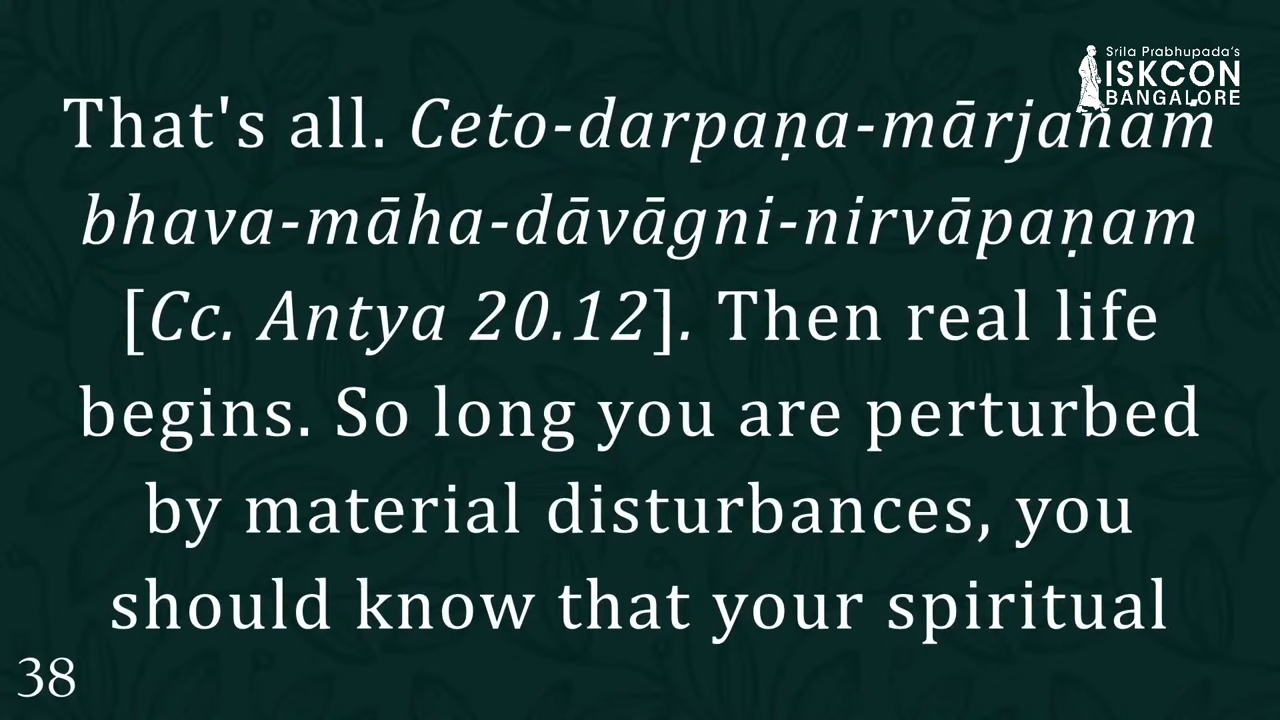 Srila Prabhupada's
ISKCON
BANGALORE
That's all. Ceto-darpaṇa-mārjanam
bhava-māha-dāvāgni-nirvāpaṇam
[Cc. Antya 20.12]. Then real life
begins. So long you are perturbed
by material disturbances, you
should know that your spiritual
38